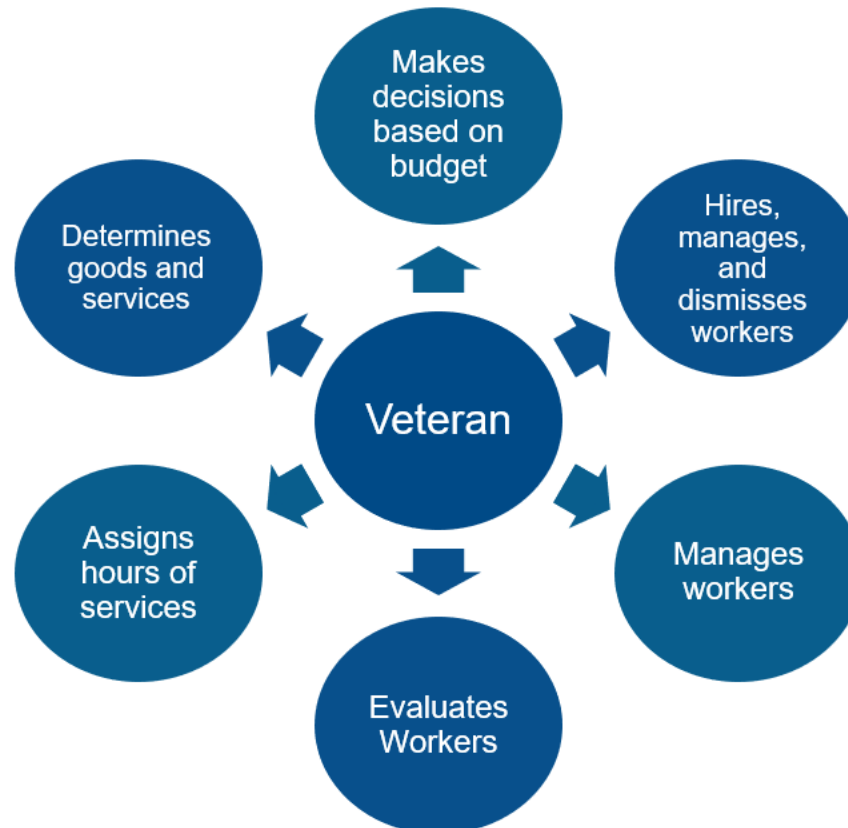 Makes
decisions
based on
budget
Hires,
manages,
and
dismisses
workers
Manages
workers
Evaluates
Workers
Assigns
hours of
services
Determines
goods and
services
Veteran